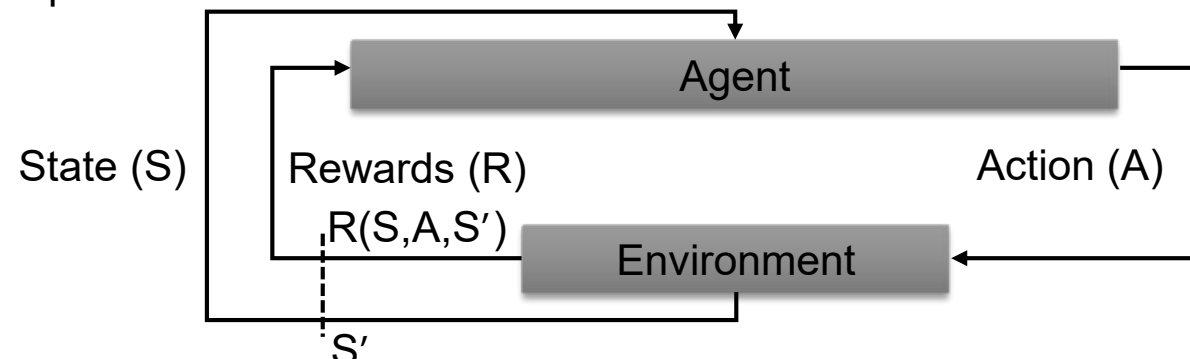 Agent
State (S)
Rewards (R)
Action (A)
R(S,A,S′)
Environment
S′